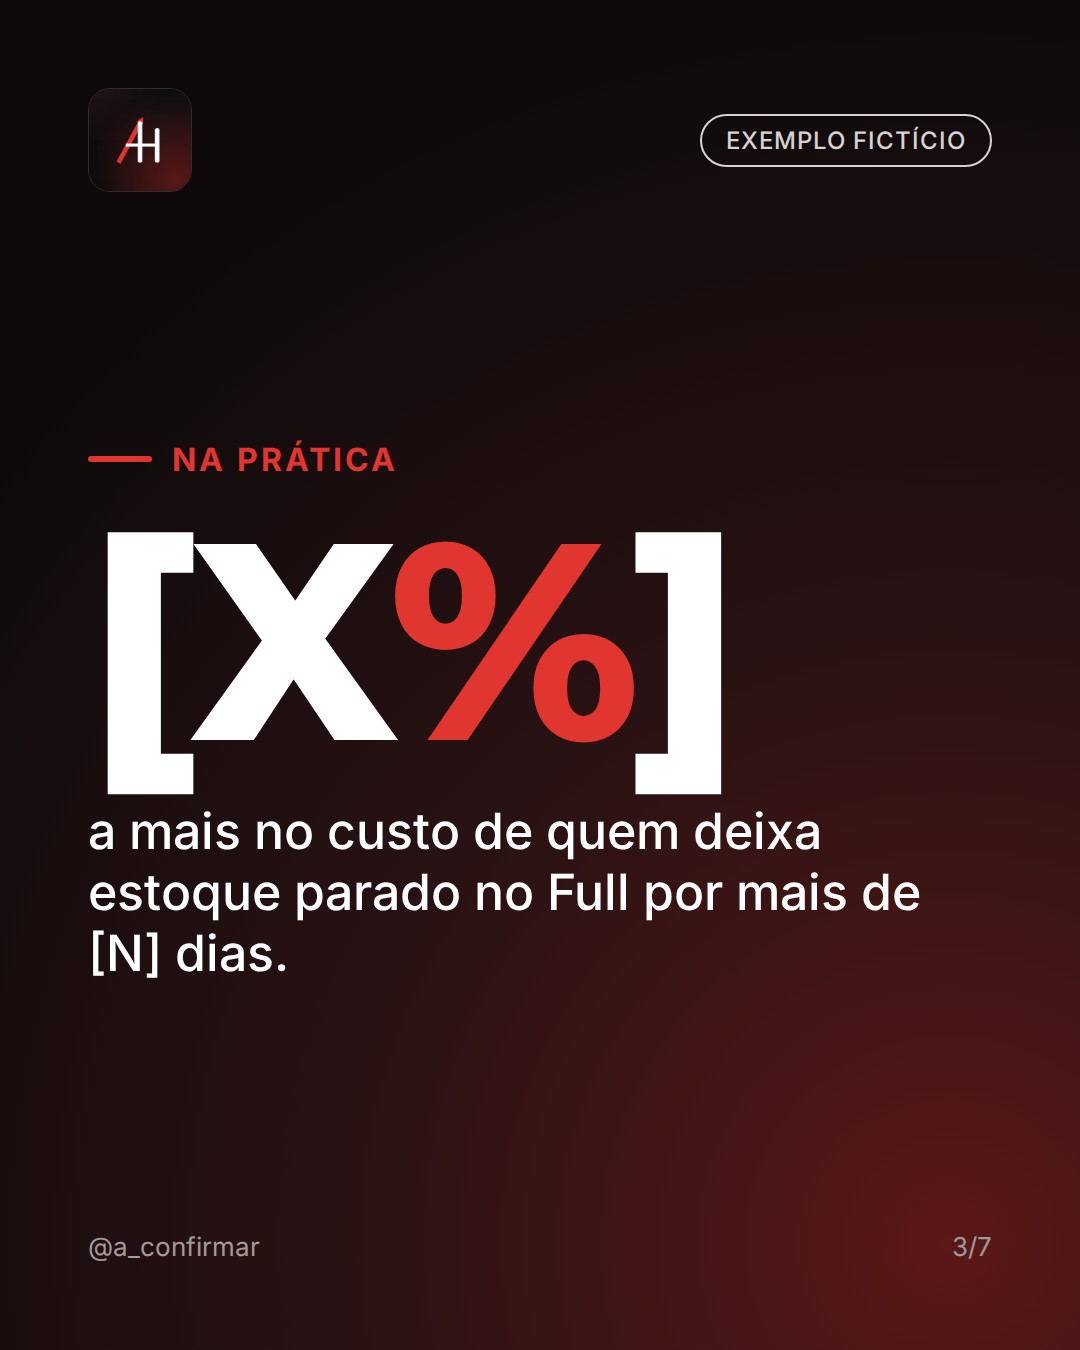 AH
EXEMPLO FICTÍCIO
NA PRÁTICA
[X%]
a mais no custo de quem deixa
estoque parado no Full por mais de
[N] dias.
@a_confirmar
3/7